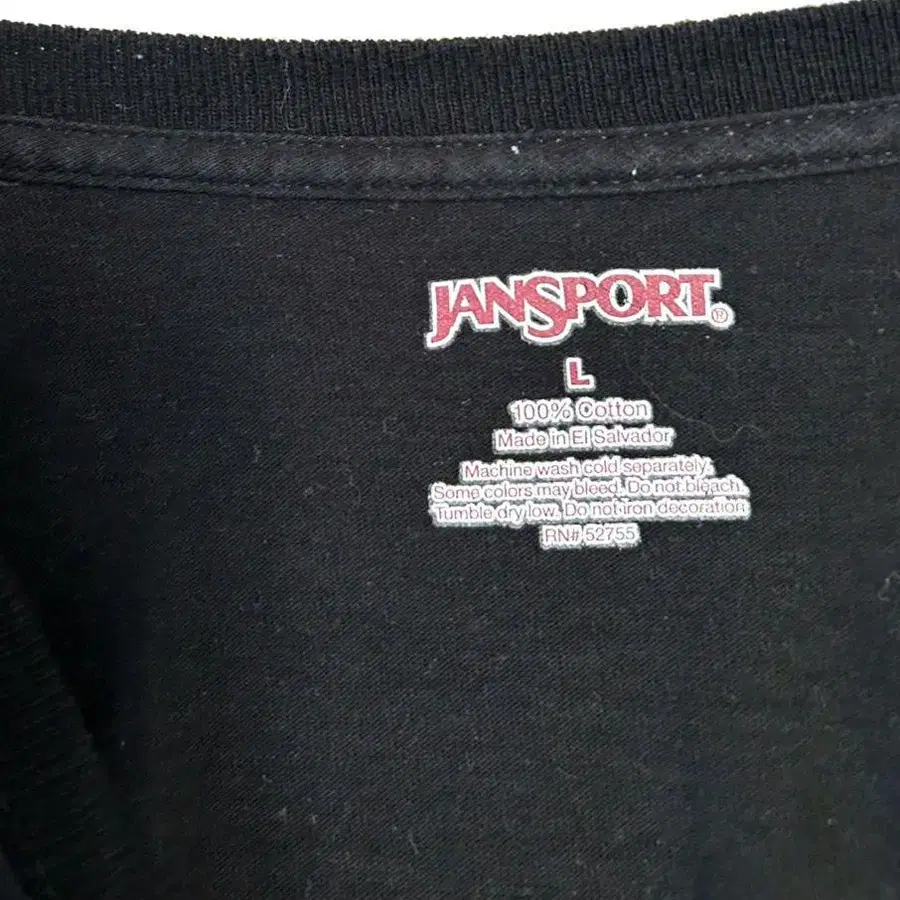 JANSPORT®
L
100% Cotton
Made in El Salvador
Machine wash cold separately.
Some colors may bleed. Do not bleach.
Tumble dry low. Do not iron decoration
RN# 52755